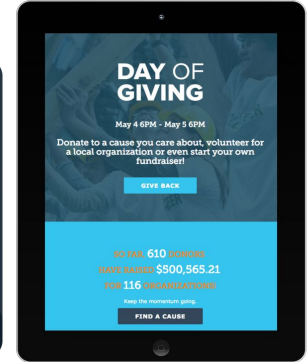 DAY OF
GIVING
May 4 6PM - May 5 6PM
Donate to a cause you care about, volunteer for
a local organization or even start your own
fundraiser!
GIVE BACK
SO FAR, 610 DONORS
HAVE RAISED $500,565.21
FOR 116 ORGANIZATIONS!
Keep the momentum going.
FIND A CAUSE